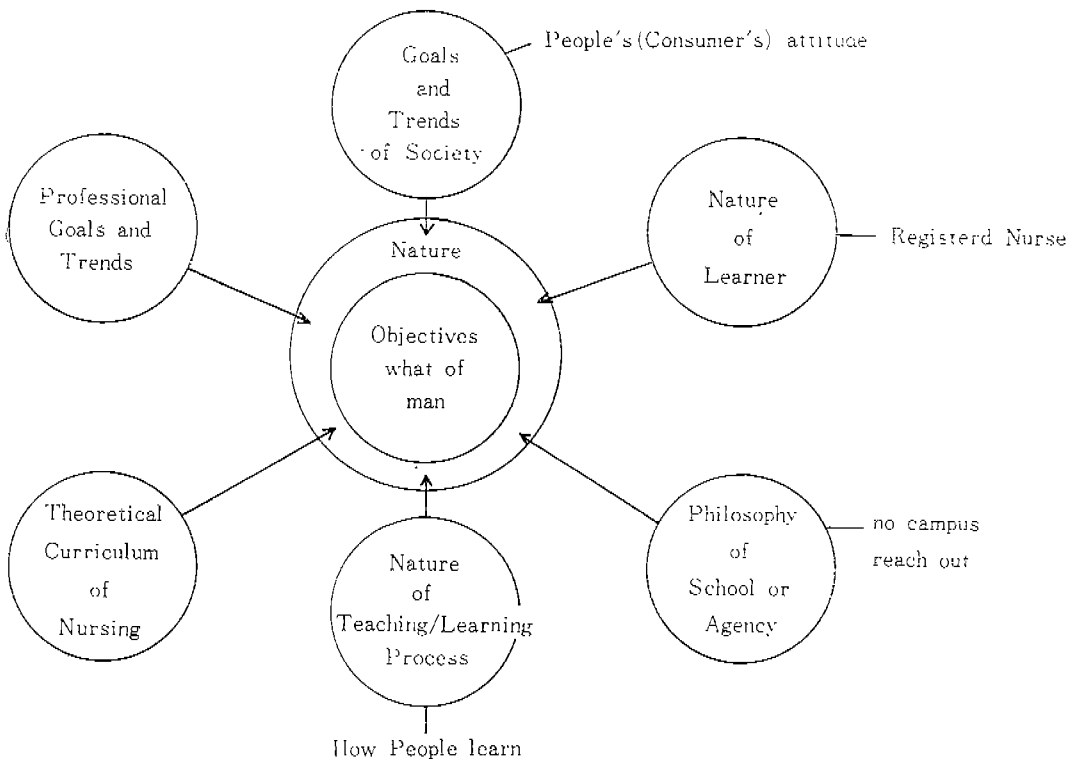 Goals
and
Trends
of Society
People's(Consumer's) attitude
Professional
Goals and
Trends
Nature
of
Learner
Registerd Nurse
Nature
Objectives
what of
man
Theoretical
Curriculum
of
Nursing
Nature
of
Teaching/Learning
Process
How People learn
Philosophy
of
School or
Agency
no campus
reach out